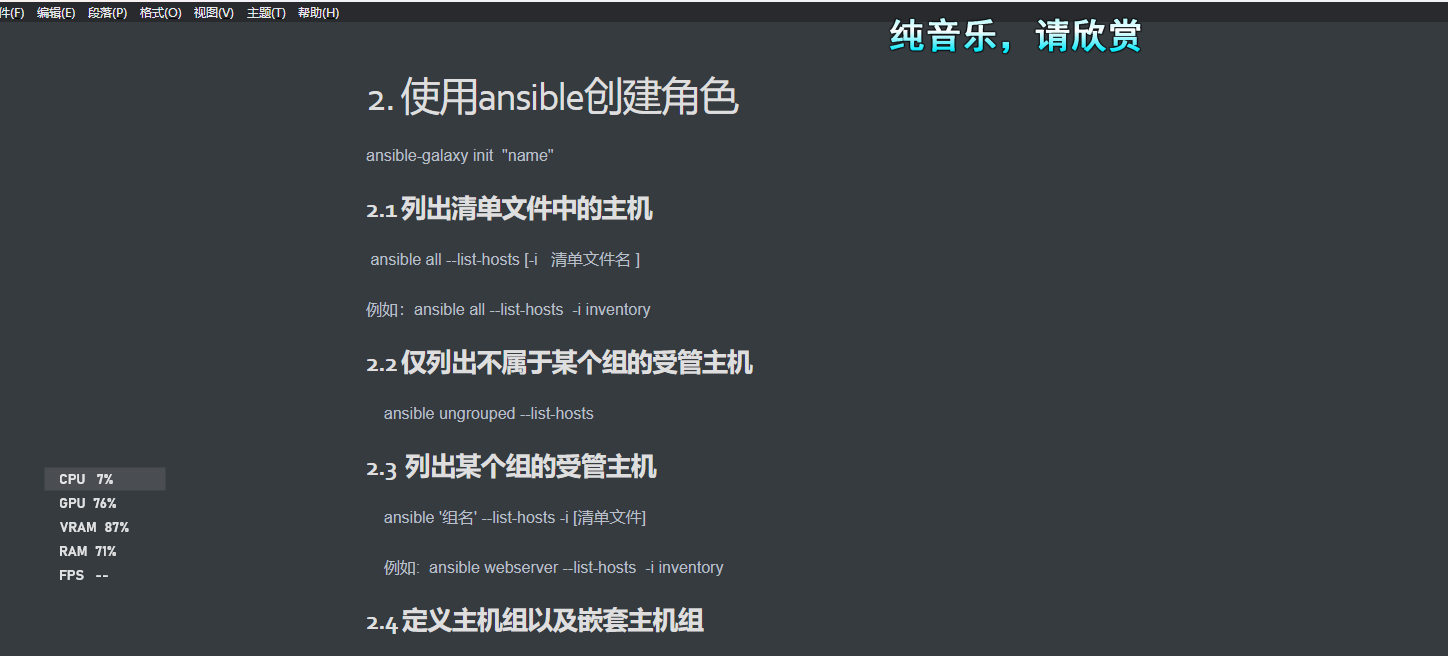 件(F) 编辑(E) 段落(P) 格式(O) 视图(V) 主题(T) 帮助(H)
纯音乐，请欣赏
2. 使用ansible创建角色
ansible-galaxy init "name"
2.1 列出清单文件中的主机
ansible all --list-hosts [-i 清单文件名 ]
例如：ansible all --list-hosts -i inventory
2.2 仅列出不属于某个组的受管主机
ansible ungrouped --list-hosts
2.3 列出某个组的受管主机
ansible '组名' --list-hosts -i [清单文件]
例如: ansible webserver --list-hosts -i inventory
2.4 定义主机组以及嵌套主机组
CPU 7%
GPU 76%
VRAM 87%
RAM 71%
FPS --